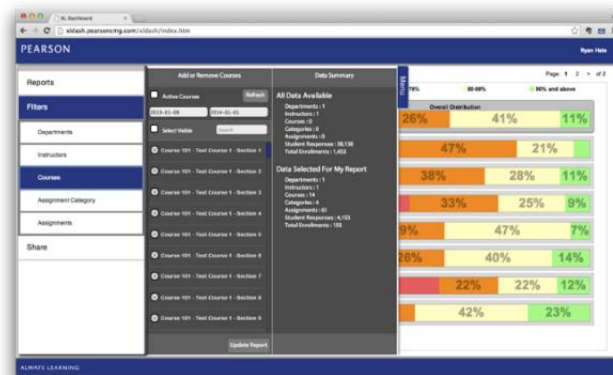 XL Dashboard
xldash.pearsoncmg.com/xldash/index.htm
PEARSON
Ryan Hale
Reports
Filters
Departments
Instructors
Courses
Assignment Category
Assignments
Share
Add or Remove Courses
Active Courses
Refresh
2013-01-09
2014-01-05
Select Visible
Search
Course 101 - Test Course 1 - Section 1
Course 101 - Test Course 1 - Section 2
Course 101 - Test Course 1 - Section 3
Course 101 - Test Course 1 - Section 4
Course 101 - Test Course 1 - Section 5
Course 101 - Test Course 1 - Section 6
Course 101 - Test Course 1 - Section 7
Course 101 - Test Course 1 - Section 8
Course 101 - Test Course 1 - Section 9
Update Report
Data Summary
All Data Available
Departments : 1
Instructors : 1
Courses : 0
Categories : 0
Assignments : 0
Student Responses : 38,138
Total Enrollments : 1,453
Data Selected For My Report
Departments : 1
Instructors : 1
Courses : 14
Categories : 4
Assignments : 61
Student Responses : 4,153
Total Enrollments : 155
Menu
Page: 1 2 > of 2
79% 80-89% 90% and above
Overall Distribution
26% 41% 11%
47% 21%
38% 28% 11%
33% 25% 9%
9% 47% 7%
26% 40% 14%
22% 22% 12%
42% 23%
ALWAYS LEARNING